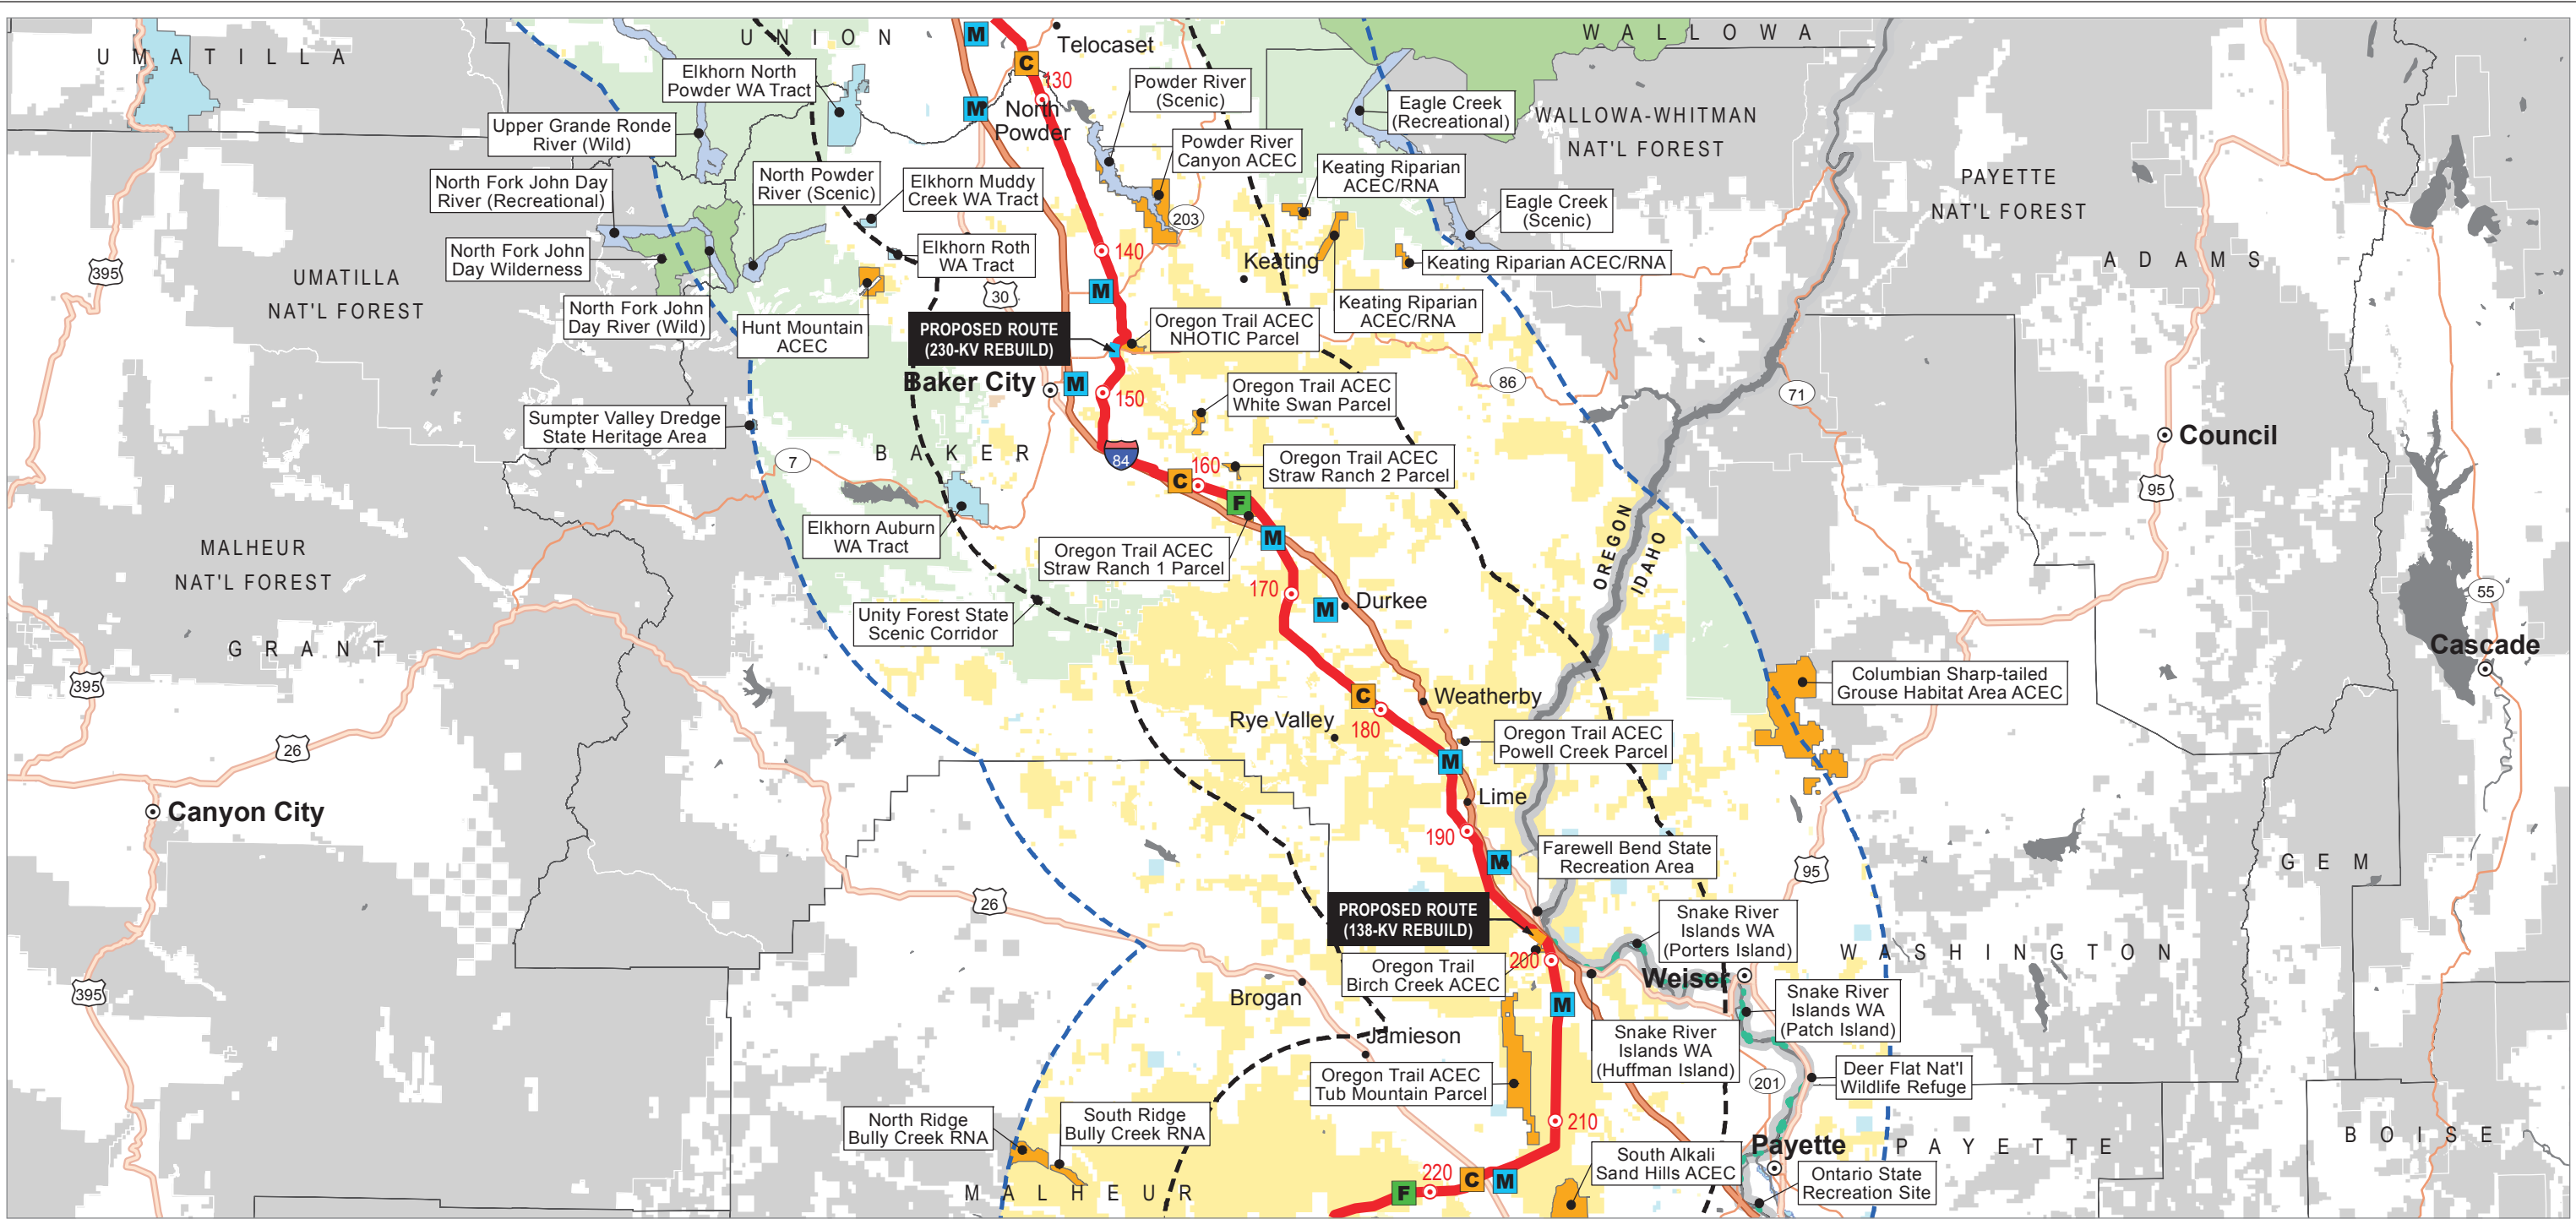 UMATILLA
UNION
WALLOWA
M
Telocaset
C
130
Elkhorn North
Powder WA Tract
M
North
Powder
Powder River
(Scenic)
Eagle Creek
(Recreational)
WALLOWA-WHITMAN
NAT'L FOREST
Upper Grande Ronde
River (Wild)
Powder River
Canyon ACEC
North Fork John Day
River (Recreational)
North Powder
River (Scenic)
Elkhorn Muddy
Creek WA Tract
Keating Riparian
ACEC/RNA
PAYETTE
NAT'L FOREST
203
Eagle Creek
(Scenic)
North Fork John
Day Wilderness
Elkhorn Roth
WA Tract
140
Keating
Keating Riparian ACEC/RNA
ADAMS
395
UMATILLA
NAT'L FOREST
30
M
North Fork John
Day River (Wild)
Hunt Mountain
ACEC
PROPOSED ROUTE
(230-KV REBUILD)
Oregon Trail ACEC
NHOTIC Parcel
Keating Riparian
ACEC/RNA
Baker City
M
150
Oregon Trail ACEC
White Swan Parcel
86
71
Sumpter Valley Dredge
State Heritage Area
Council
BAKER
7
84
160
C
Oregon Trail ACEC
Straw Ranch 2 Parcel
95
F
Elkhorn Auburn
WA Tract
M
Oregon Trail ACEC
Straw Ranch 1 Parcel
OREGON
IDAHO
MALHEUR
NAT'L FOREST
170
M
Durkee
55
Unity Forest State
Scenic Corridor
GRANT
Cascade
395
C
Weatherby
Columbian Sharp-tailed
Grouse Habitat Area ACEC
Rye Valley
180
26
Oregon Trail ACEC
Powell Creek Parcel
M
Lime
Canyon City
190
M
Farewell Bend State
Recreation Area
95
GEM
26
PROPOSED ROUTE
(138-KV REBUILD)
Snake River
Islands WA
(Porters Island)
WASHINGTON
200
Oregon Trail
Birch Creek ACEC
Weiser
395
Brogan
M
Snake River
Islands WA
(Patch Island)
Jamieson
Snake River
Islands WA
(Huffman Island)
Oregon Trail ACEC
Tub Mountain Parcel
201
Deer Flat Nat'l
Wildlife Refuge
North Ridge
Bully Creek RNA
South Ridge
Bully Creek RNA
210
Payette
PAYETTE
BOISE
South Alkali
Sand Hills ACEC
220
C
M
F
Ontario State
Recreation Site
MALHEUR